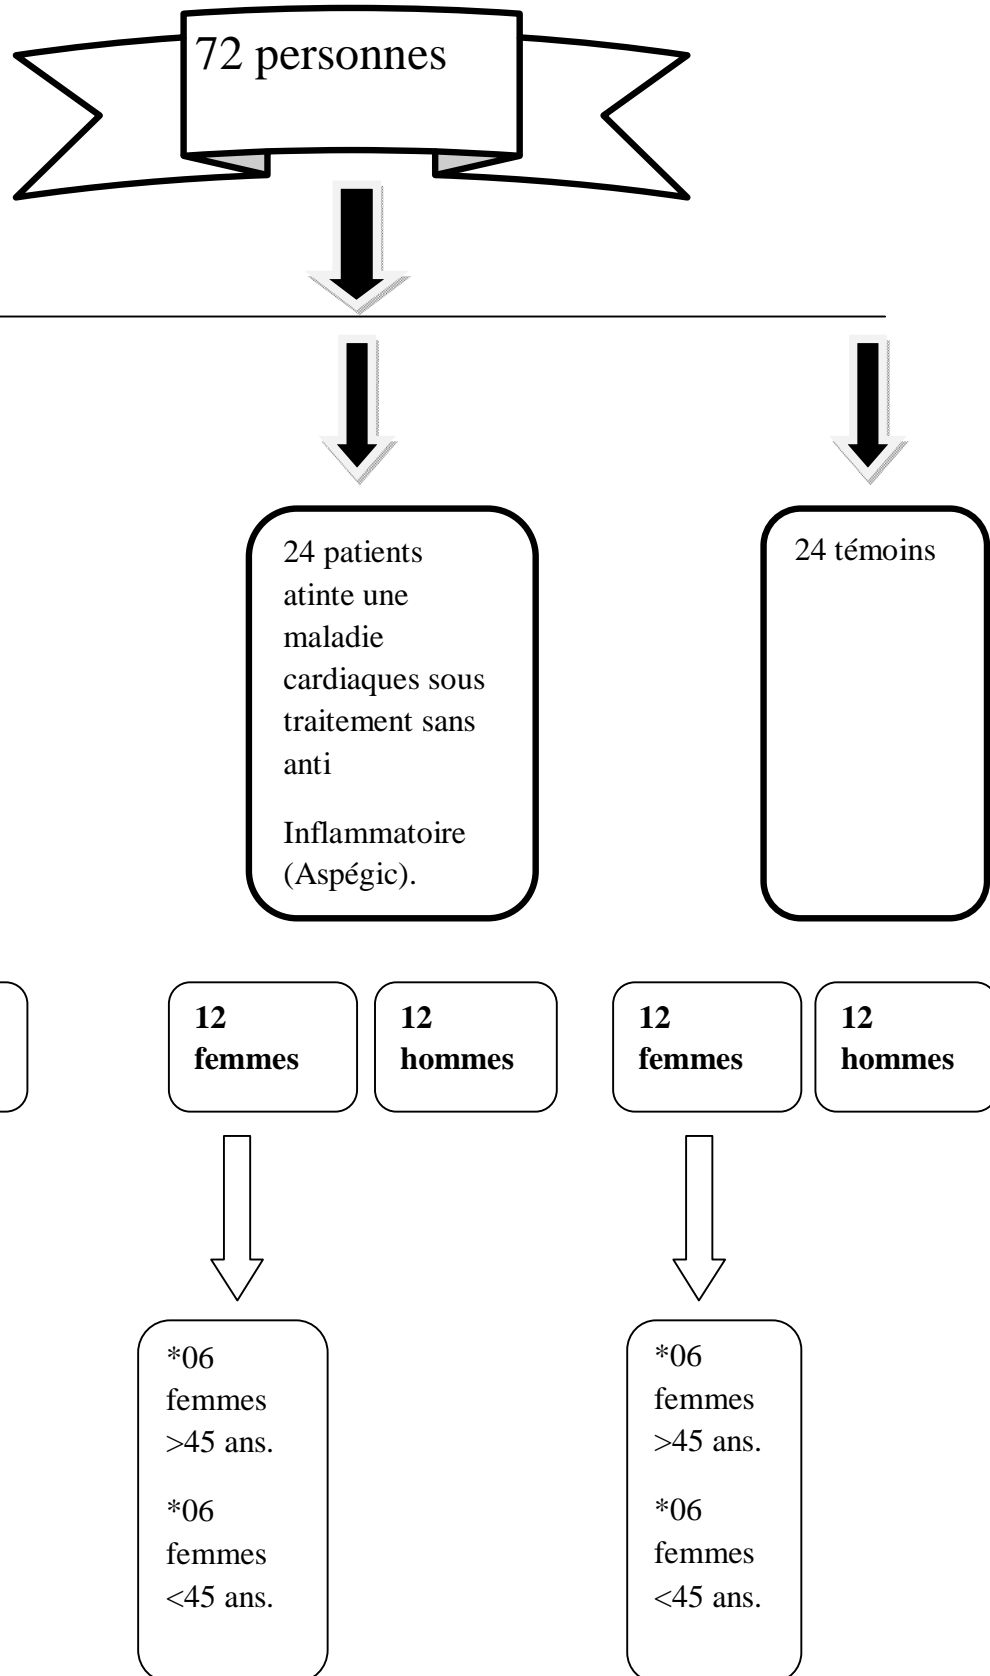 72 personnes
24 patients
atinte une
maladie
cardiaques sous
traitement sans
anti
Inflammatoire
(Aspégic).
24 témoins
12
femmes
12
hommes
12
femmes
12
hommes
*06
femmes
>45 ans.
*06
femmes
<45 ans.
*06
femmes
>45 ans.
*06
femmes
<45 ans.